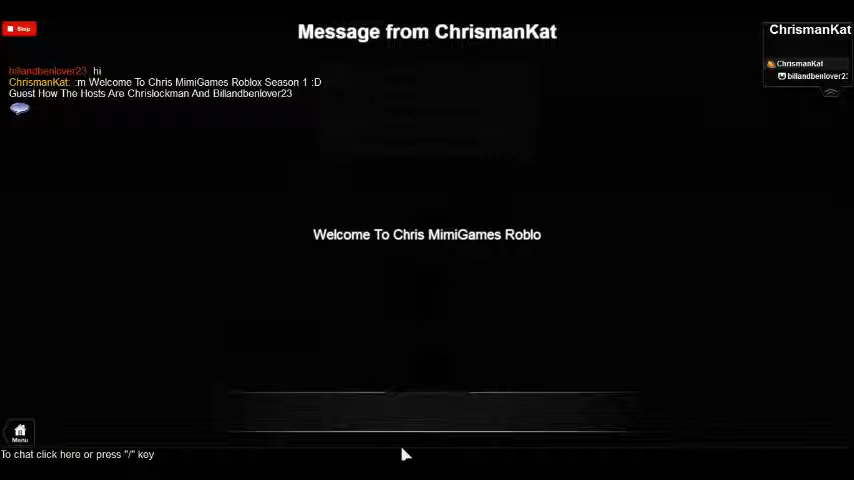 Stop
Message from ChrismanKat
ChrismanKat
ChrismanKat
billandbenlover23
billandbenlover23 hi
ChrismanKat: :m Welcome To Chris MimiGames Roblox Season 1 :D
Guest How The Hosts Are Chrislockman And Billandbenlover23
Welcome To Chris MimiGames Roblo
Menu
To chat click here or press "/" key